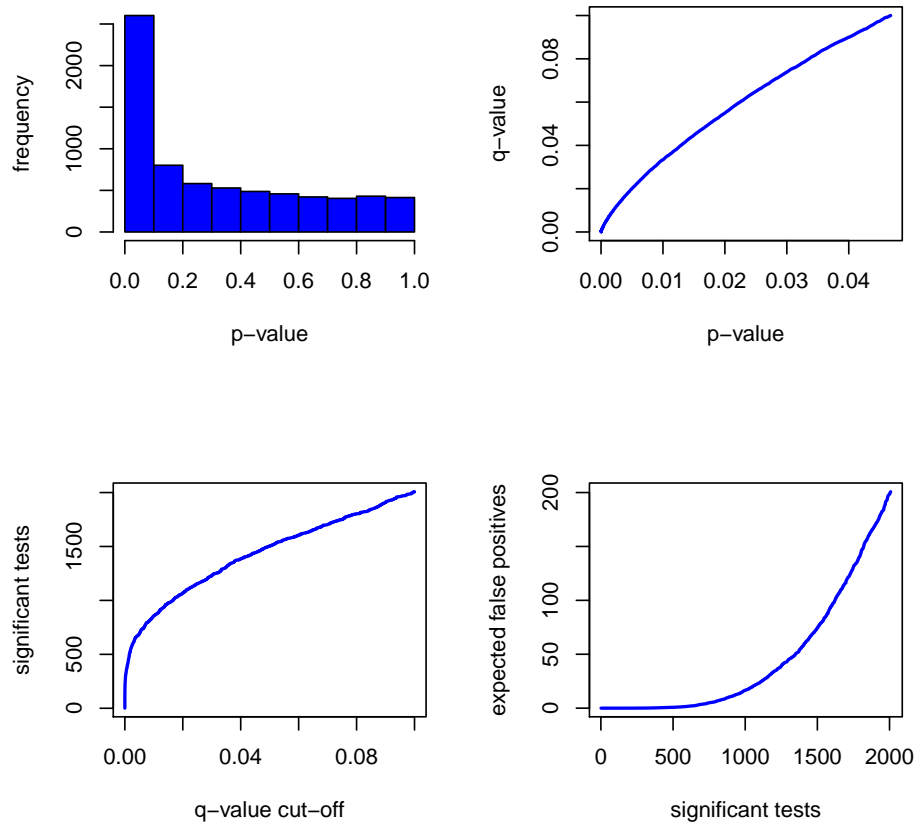 frequency
2000
1000
0
0.0 0.2 0.4 0.6 0.8 1.0
p−value
q−value
0.08
0.04
0.00
0.00 0.01 0.02 0.03 0.04
p−value
significant tests
1500
500
0
0.00 0.04 0.08
q−value cut−off
expected false positives
200
100
50
0
0 500 1000 1500 2000
significant tests